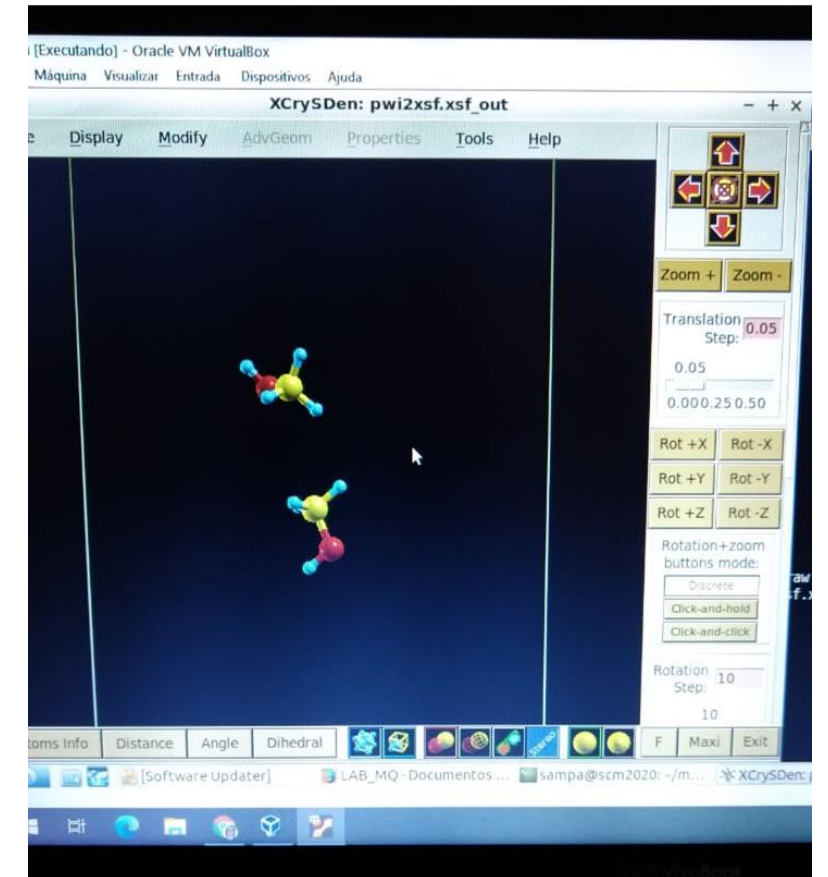 [Executando] - Oracle VM VirtualBox
Máquina Visualizar Entrada Dispositivos Ajuda
XCrySDen: pwi2xsf.xsf_out
Display Modify AdvGeom Properties Tools Help
Zoom + Zoom -
Translation Step: 0.05
0.05
0.00 0.25 0.50
Rot +X Rot -X
Rot +Y Rot -Y
Rot +Z Rot -Z
Rotation+zoom
buttons mode:
Discrete
Click-and-hold
Click-and-click
Rotation Step: 10
10
toms Info Distance Angle Dihedral Stereo F Maxi Exit
[Software Updater] LAB_MQ - Documentos ... sampa@scm2020: ~/m... XCrySDen: